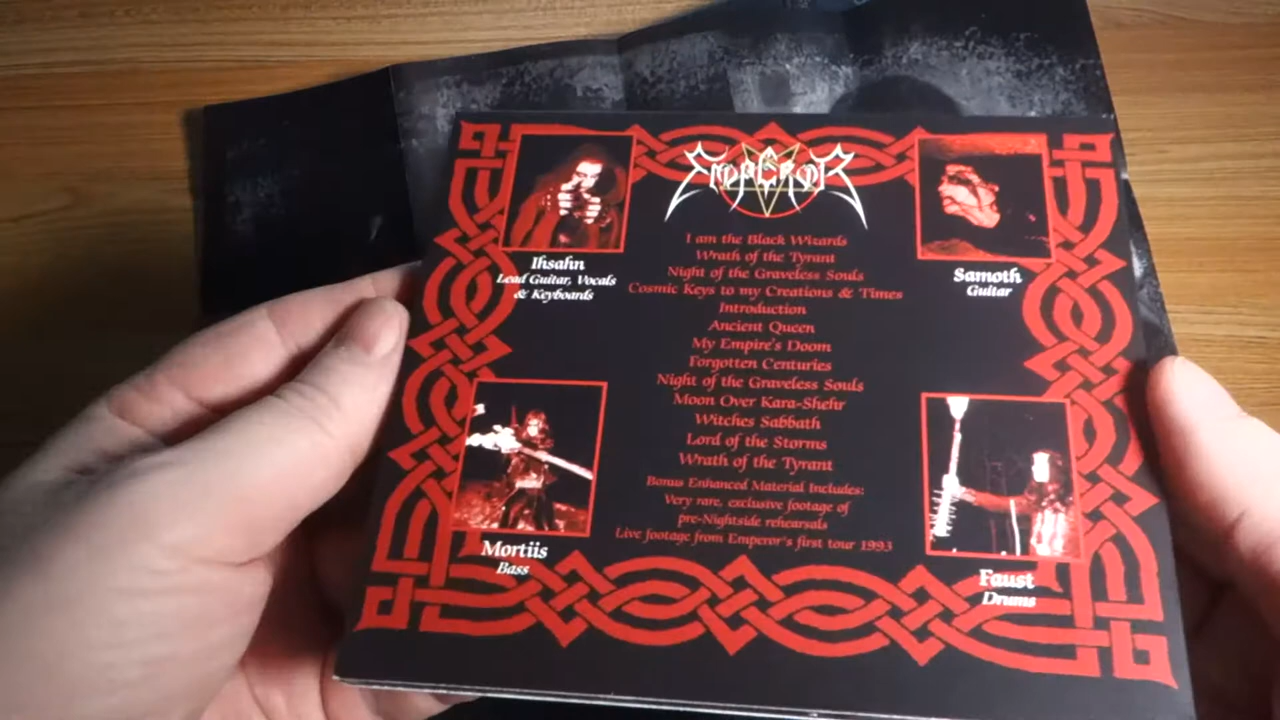 EMPEROR
Ihsahn
Lead Guitar, Vocals
& Keyboards
Samoth
Guitar
I am the Black Wizards
Wrath of the Tyrant
Night of the Graveless Souls
Cosmic Keys to my Creations & Times
Introduction
Ancient Queen
My Empire's Doom
Forgotten Centuries
Night of the Graveless Souls
Moon Over Kara-Shehr
Witches Sabbath
Lord of the Storms
Wrath of the Tyrant
Bonus Enhanced Material Includes:
Very rare, exclusive footage of
pre-Nightside rehearsals
Live footage from Emperor's first tour 1993
Mortiis
Bass
Faust
Drums